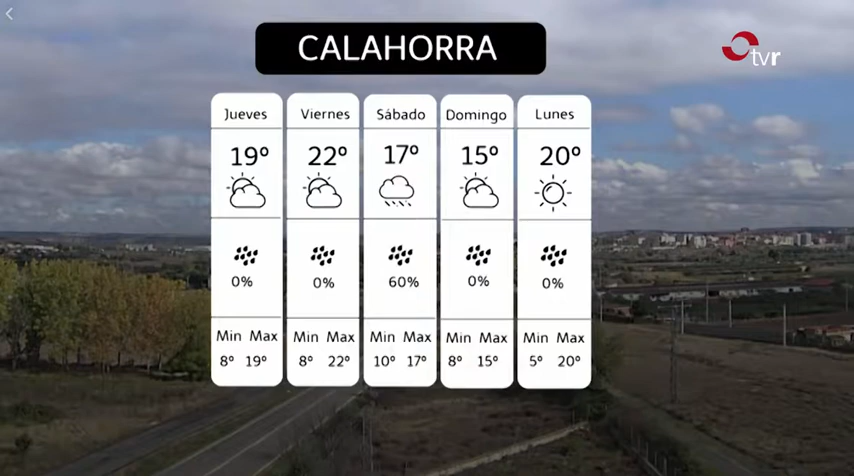 CALAHORRA
tvr
Jueves
19º
0%
Min Max
8º 19º
Viernes
22º
0%
Min Max
8º 22º
Sábado
17º
60%
Min Max
10º 17º
Domingo
15º
0%
Min Max
8º 15º
Lunes
20º
0%
Min Max
5º 20º